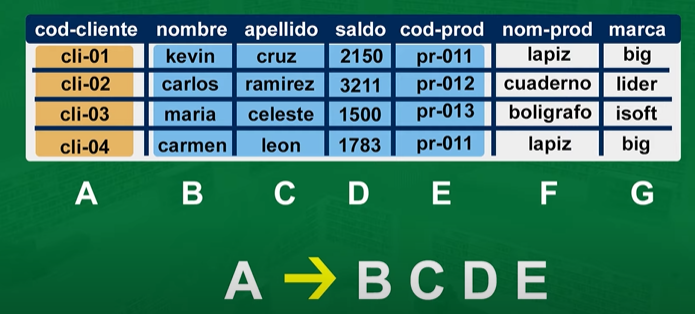 cod-cliente nombre apellido saldo cod-prod nom-prod marca
cli-01 kevin cruz 2150 pr-011 lapiz big
cli-02 carlos ramirez 3211 pr-012 cuaderno lider
cli-03 maria celeste 1500 pr-013 boligrafo isoft
cli-04 carmen leon 1783 pr-011 lapiz big
A B C D E F G
A → B C D E